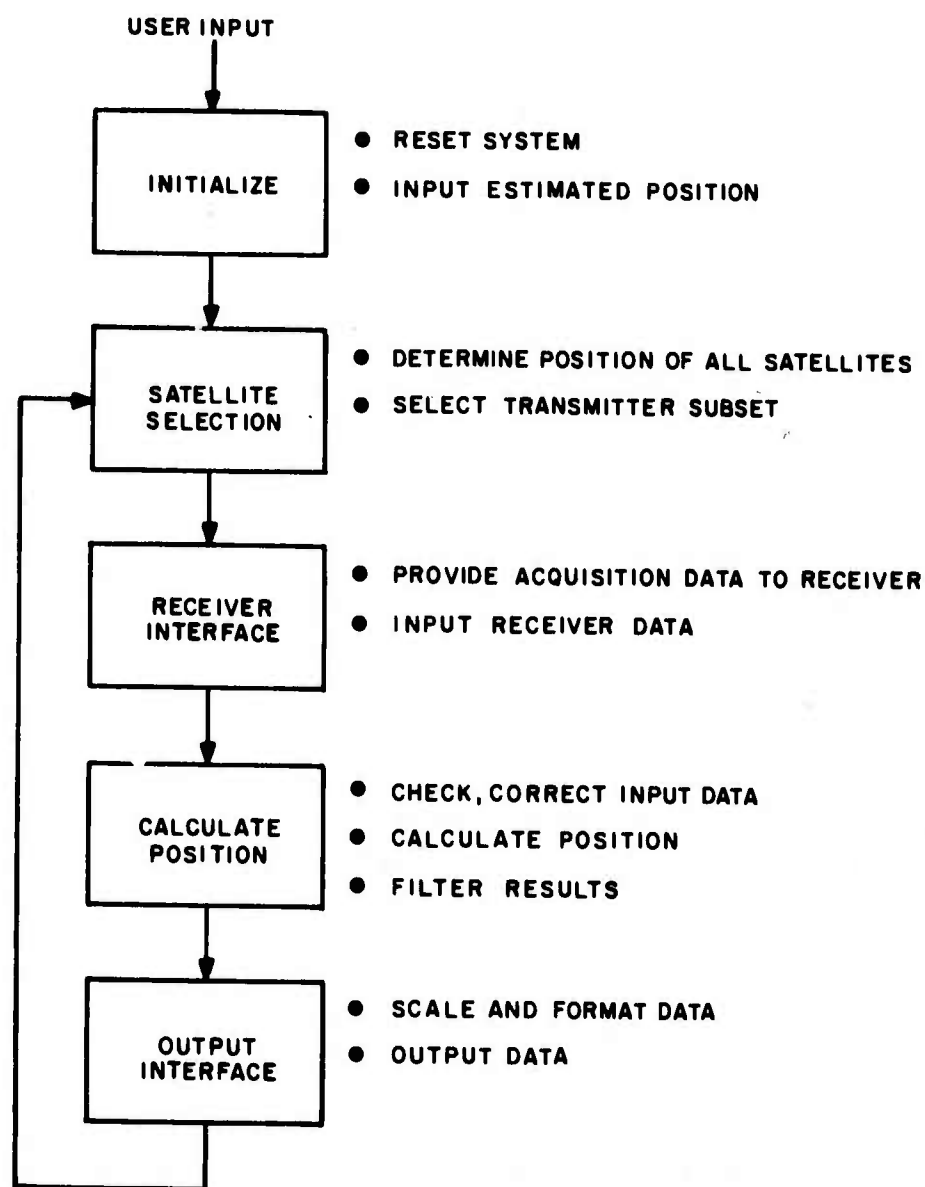 USER INPUT
INITIALIZE
● RESET SYSTEM
● INPUT ESTIMATED POSITION
SATELLITE
SELECTION
● DETERMINE POSITION OF ALL SATELLITES
● SELECT TRANSMITTER SUBSET
RECEIVER
INTERFACE
● PROVIDE ACQUISITION DATA TO RECEIVER
● INPUT RECEIVER DATA
CALCULATE
POSITION
● CHECK, CORRECT INPUT DATA
● CALCULATE POSITION
● FILTER RESULTS
OUTPUT
INTERFACE
● SCALE AND FORMAT DATA
● OUTPUT DATA